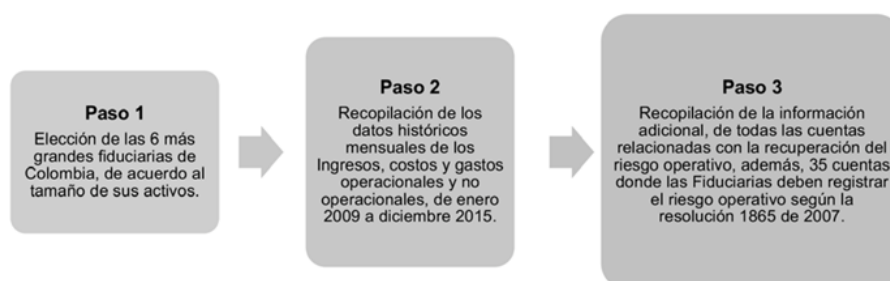 Paso 1
Elección de las 6 más
grandes fiduciarias de
Colombia, de acuerdo al
tamaño de sus activos.
Paso 2
Recopilación de los
datos históricos
mensuales de los
Ingresos, costos y gastos
operacionales y no
operacionales, de enero
2009 a diciembre 2015.
Paso 3
Recopilación de la información
adicional, de todas las cuentas
relacionadas con la recuperación del
riesgo operativo, además, 35 cuentas
donde las Fiduciarias deben registrar
el riesgo operativo según la
resolución 1865 de 2007.